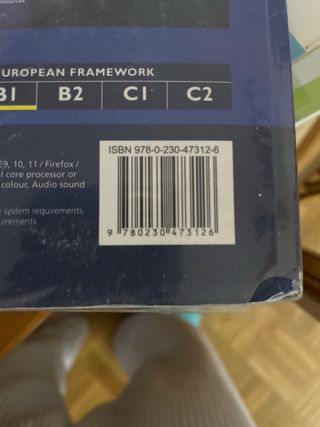 EUROPEAN FRAMEWORK
B1 B2 C1 C2
ISBN 978-0-230-47312-6
E9, 10, 11 / Firefox /
core processor or
colour, Audio sound
system requirements.
uirements
9 780230 473126